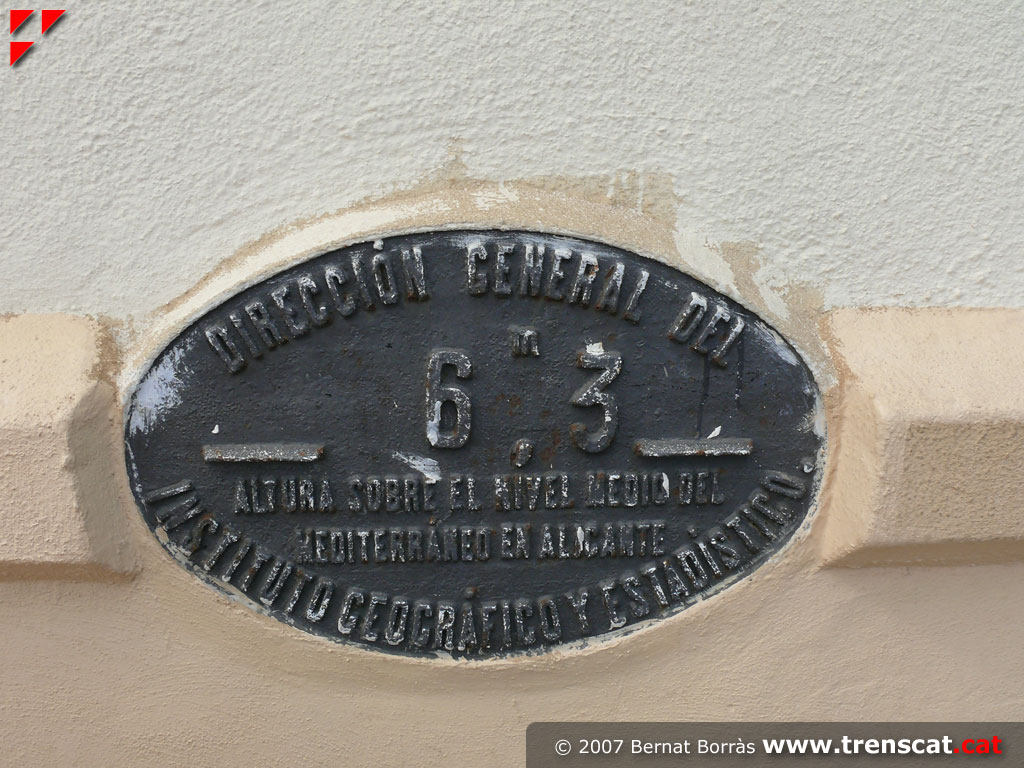 DIRECCIÓN GENERAL DEL
6,m3
ALTURA SOBRE EL NIVEL MEDIO DEL
MEDITERRÁNEO EN ALICANTE
INSTITUTO GEOGRÁFICO Y ESTADÍSTICO.
© 2007 Bernat Borràs www.trenscat.cat